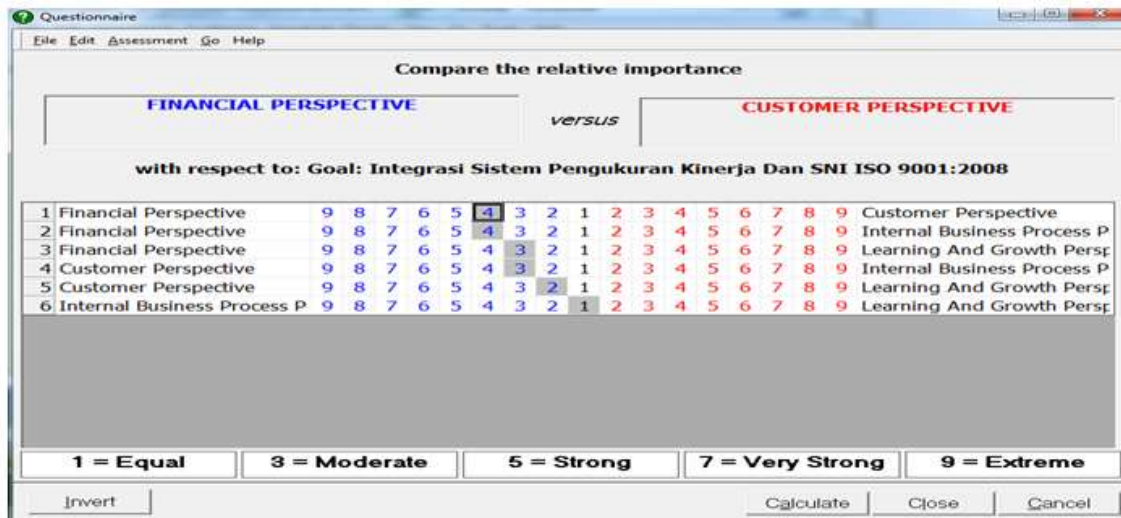 Questionnaire
File Edit Assessment Go Help
Compare the relative importance
FINANCIAL PERSPECTIVE versus CUSTOMER PERSPECTIVE
with respect to: Goal: Integrasi Sistem Pengukuran Kinerja Dan SNI ISO 9001:2008
1 Financial Perspective 9 8 7 6 5 4 3 2 1 2 3 4 5 6 7 8 9 Customer Perspective
2 Financial Perspective 9 8 7 6 5 4 3 2 1 2 3 4 5 6 7 8 9 Internal Business Process P
3 Financial Perspective 9 8 7 6 5 4 3 2 1 2 3 4 5 6 7 8 9 Learning And Growth Persp
4 Customer Perspective 9 8 7 6 5 4 3 2 1 2 3 4 5 6 7 8 9 Internal Business Process P
5 Customer Perspective 9 8 7 6 5 4 3 2 1 2 3 4 5 6 7 8 9 Learning And Growth Persp
6 Internal Business Process P 9 8 7 6 5 4 3 2 1 2 3 4 5 6 7 8 9 Learning And Growth Persp
1 = Equal 3 = Moderate 5 = Strong 7 = Very Strong 9 = Extreme
Invert Calculate Close Cancel